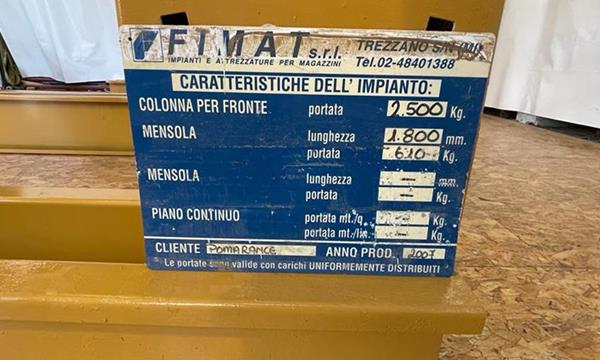 FIMAT s.r.l.
TREZZANO S/N (MI)
IMPIANTI E ATTREZZATURE PER MAGAZZINI
Tel.02-48401388
CARATTERISTICHE DELL' IMPIANTO:
COLONNA PER FRONTE portata 2.500 Kg.
MENSOLA lunghezza 1.800 mm.
portata 610 Kg.
MENSOLA lunghezza – mm.
portata – Kg.
PIANO CONTINUO portata mt./q – Kg.
portata mt./lin. – Kg.
CLIENTE POMARANCE ANNO PROD. 2007
Le portate sono valide con carichi UNIFORMEMENTE DISTRIBUITI